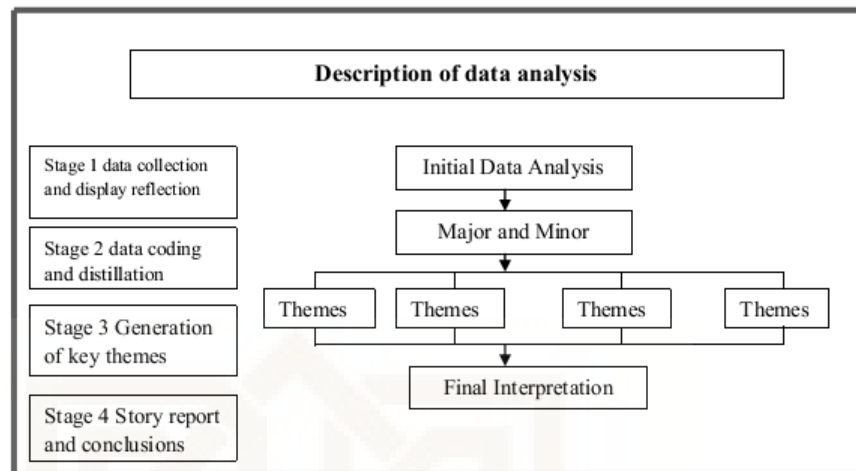 Description of data analysis
Stage 1 data collection
and display reflection
Stage 2 data coding
and distillation
Stage 3 Generation
of key themes
Stage 4 Story report
and conclusions
Initial Data Analysis
Major and Minor
Themes
Themes
Themes
Themes
Final Interpretation